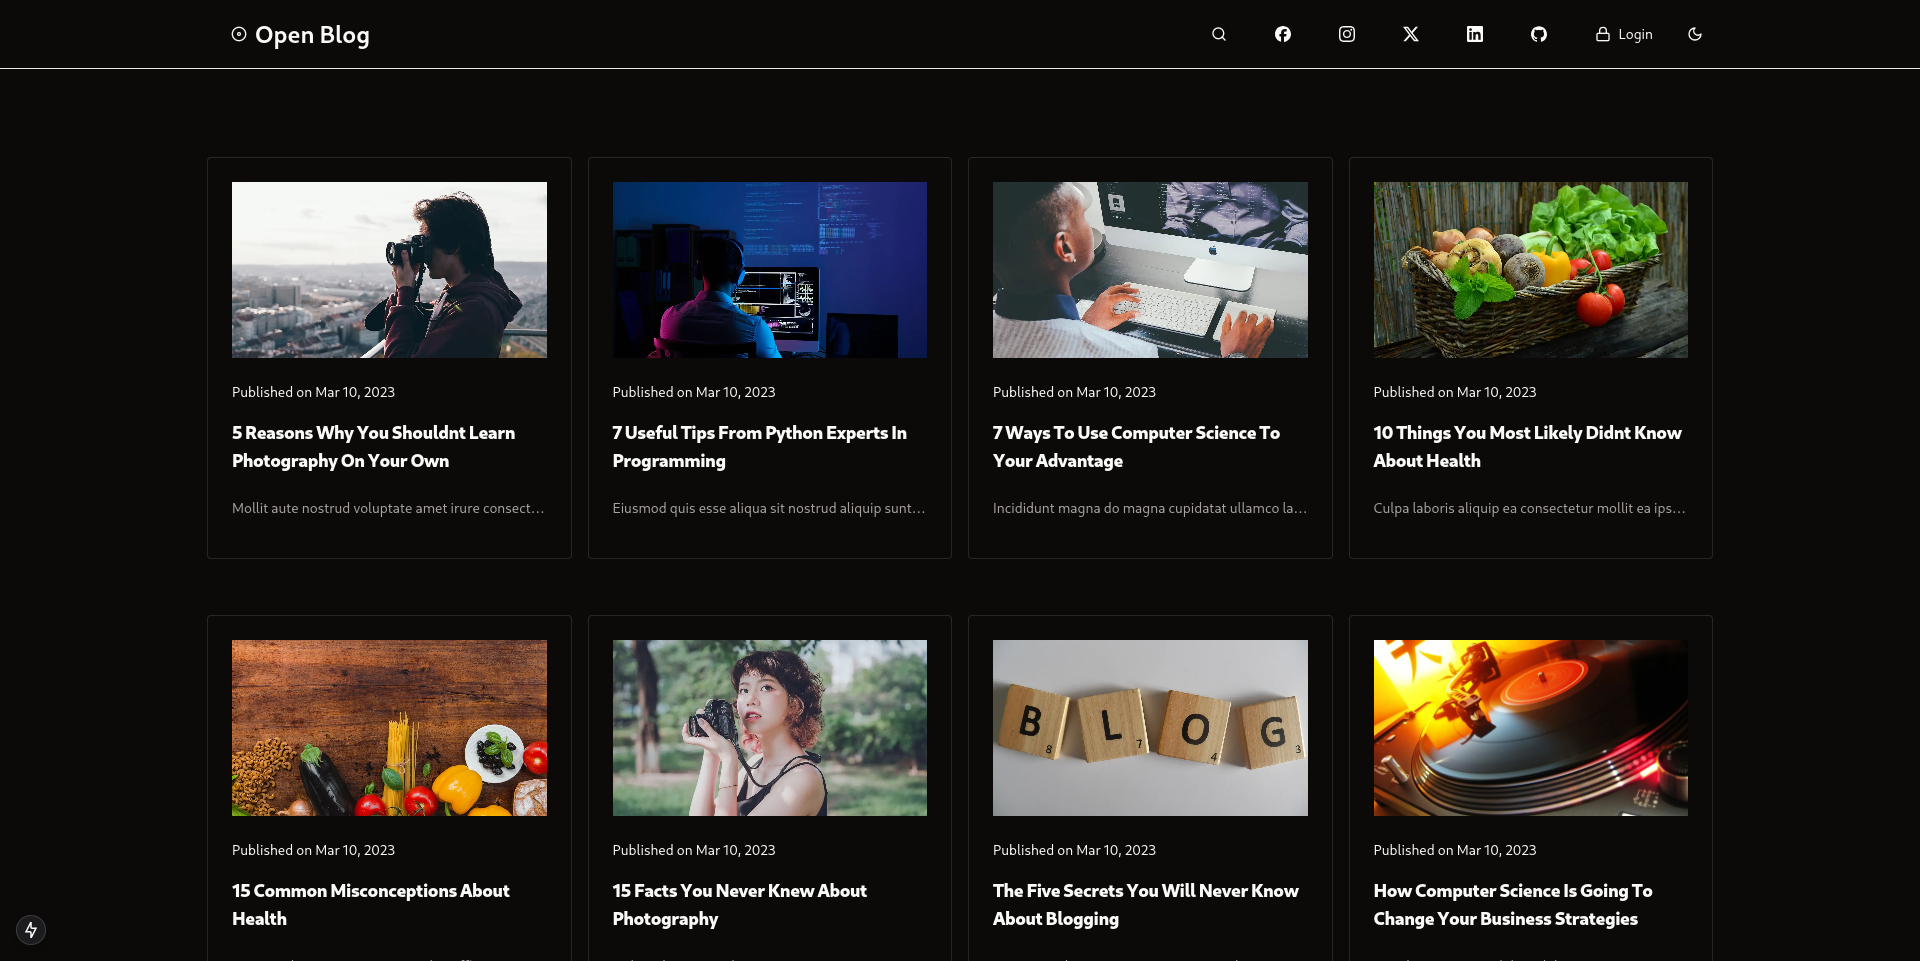 Open Blog
Login
Published on Mar 10, 2023
5 Reasons Why You Shouldnt Learn
Photography On Your Own
Mollit aute nostrud voluptate amet irure consect...
Published on Mar 10, 2023
7 Useful Tips From Python Experts In
Programming
Eiusmod quis esse aliqua sit nostrud aliquip sunt...
Published on Mar 10, 2023
7 Ways To Use Computer Science To
Your Advantage
Incididunt magna do magna cupidatat ullamco la...
Published on Mar 10, 2023
10 Things You Most Likely Didnt Know
About Health
Culpa laboris aliquip ea consectetur mollit ea ips...
Published on Mar 10, 2023
15 Common Misconceptions About
Health
Published on Mar 10, 2023
15 Facts You Never Knew About
Photography
B8 L7 O4 G3
Published on Mar 10, 2023
The Five Secrets You Will Never Know
About Blogging
Published on Mar 10, 2023
How Computer Science Is Going To
Change Your Business Strategies